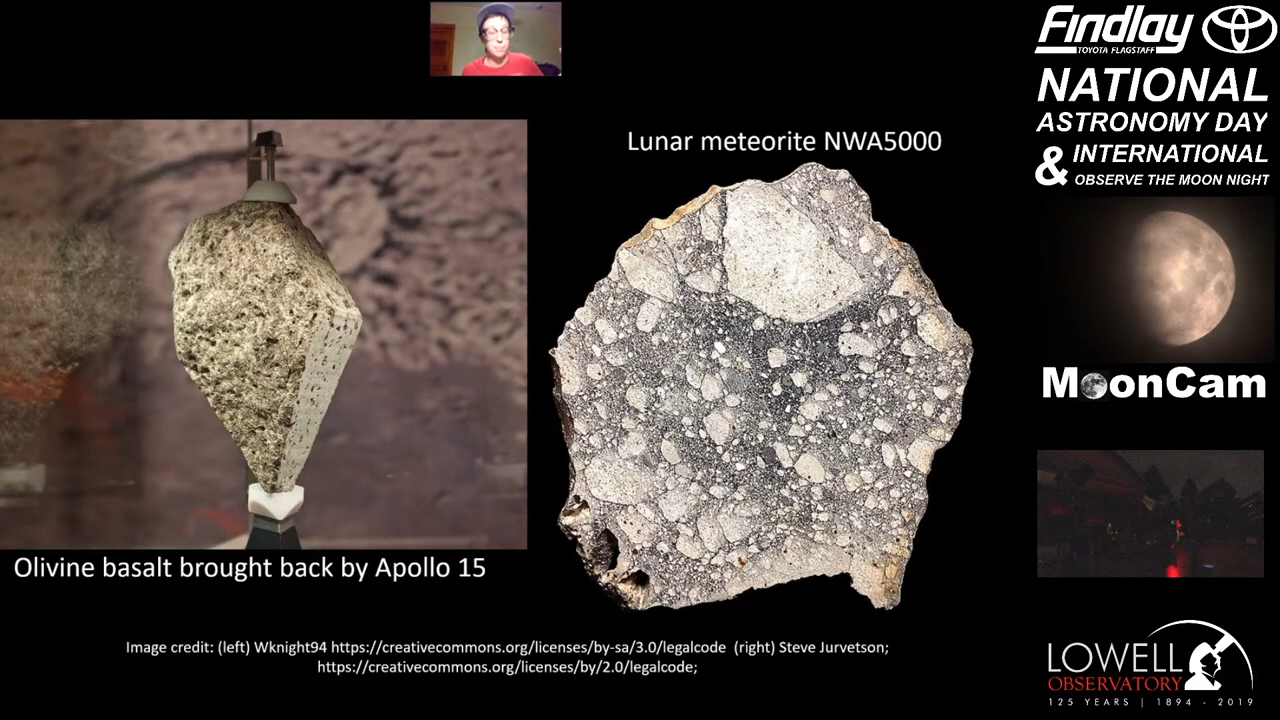 Lunar meteorite NWA5000
Olivine basalt brought back by Apollo 15
Image credit: (left) Wknight94 https://creativecommons.org/licenses/by-sa/3.0/legalcode (right) Steve Jurvetson;
https://creativecommons.org/licenses/by/2.0/legalcode;
Findlay
TOYOTA FLAGSTAFF
NATIONAL
ASTRONOMY DAY
& INTERNATIONAL
OBSERVE THE MOON NIGHT
MoonCam
LOWELL
OBSERVATORY
125 YEARS | 1894 - 2019